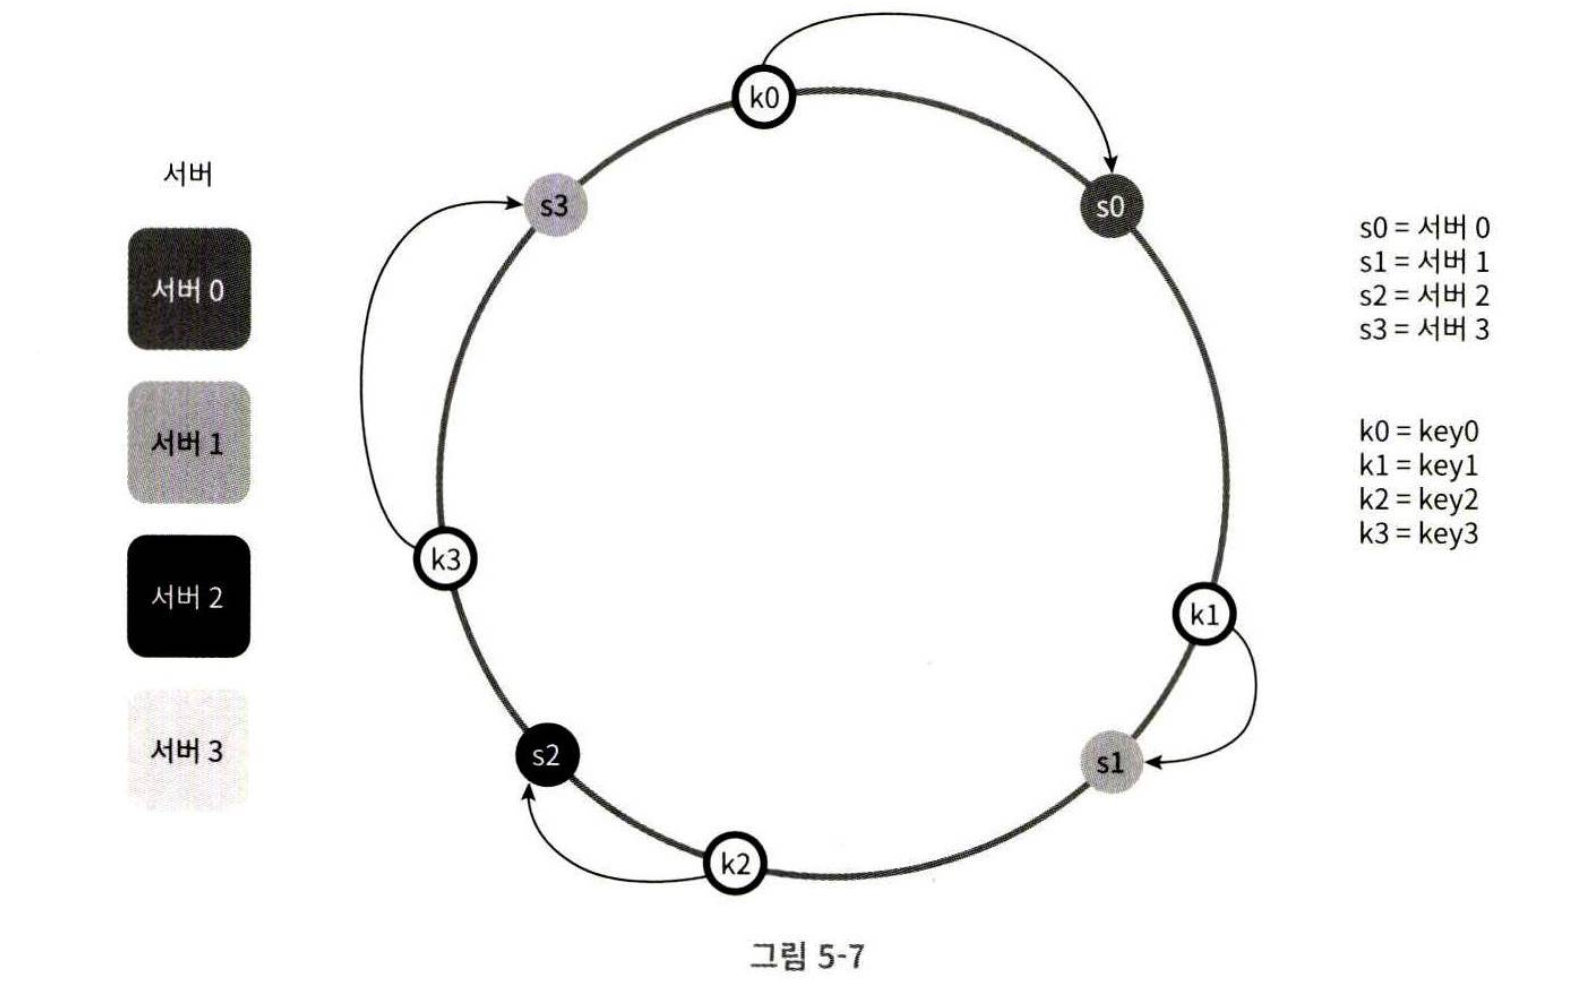 서버
서버 0
서버 1
서버 2
서버 3
k0
s0
k1
s1
k2
s2
k3
s3
s0 = 서버 0
s1 = 서버 1
s2 = 서버 2
s3 = 서버 3
k0 = key0
k1 = key1
k2 = key2
k3 = key3
그림 5-7